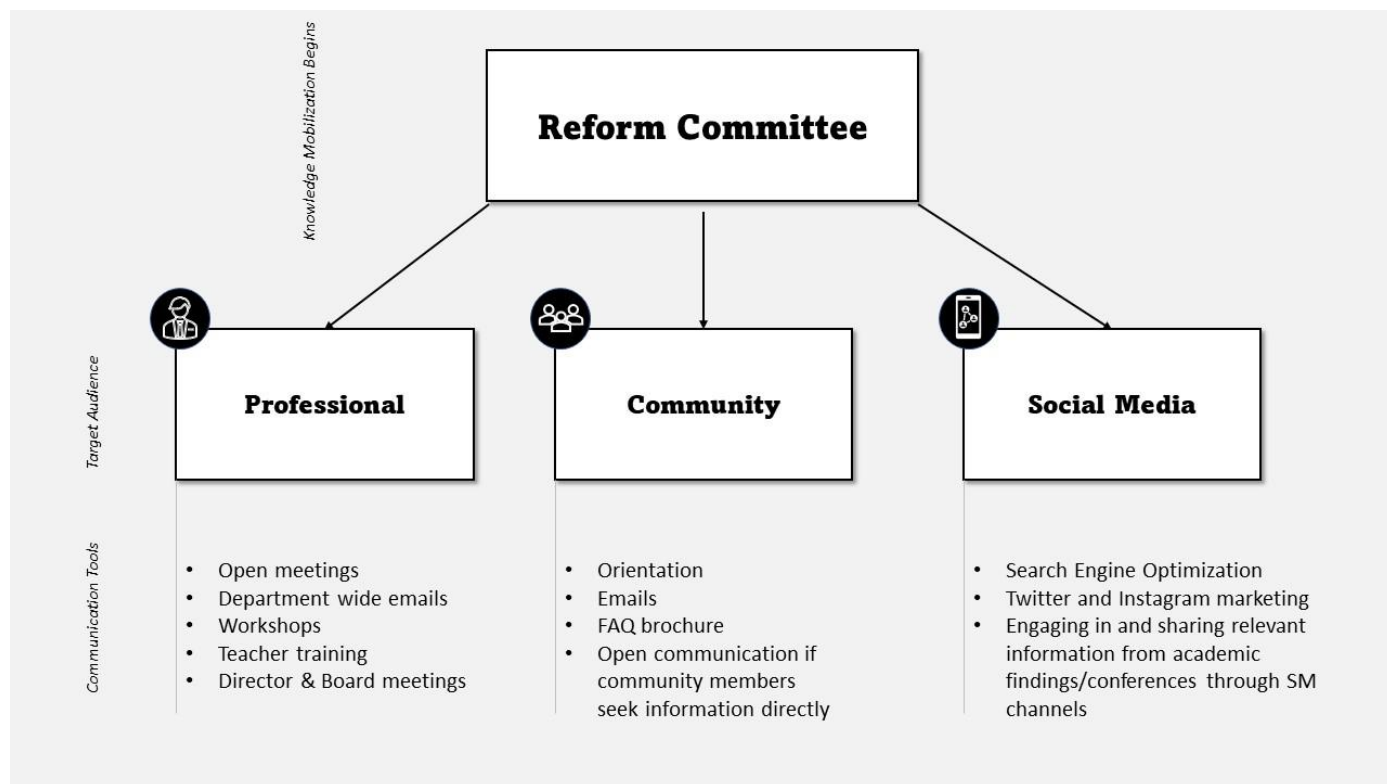 Knowledge Mobilization Begins
Reform Committee
Target Audience
Professional
Community
Social Media
Communication Tools
• Open meetings
• Department wide emails
• Workshops
• Teacher training
• Director & Board meetings
• Orientation
• Emails
• FAQ brochure
• Open communication if
community members
seek information directly
• Search Engine Optimization
• Twitter and Instagram marketing
• Engaging in and sharing relevant
information from academic
findings/conferences through SM
channels